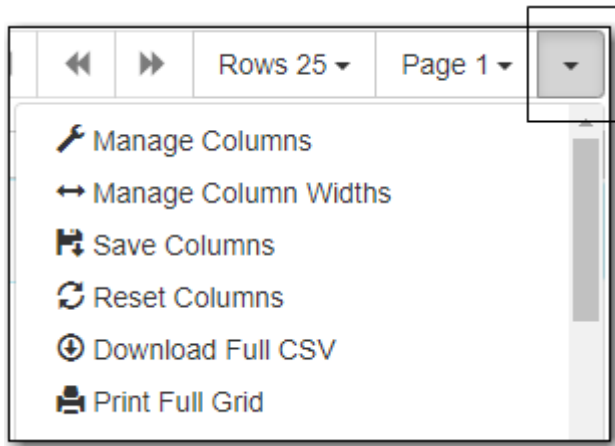 Rows 25 Page 1
Manage Columns
Manage Column Widths
Save Columns
Reset Columns
Download Full CSV
Print Full Grid